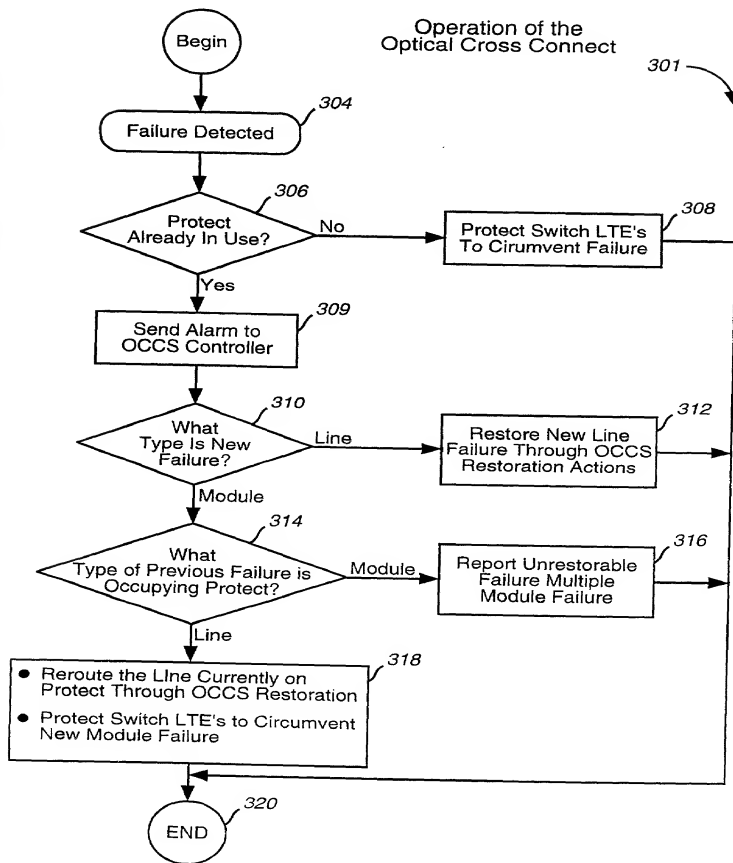 Operation of the
Optical Cross Connect
Begin
301
304
Failure Detected
306
Protect
Already In Use?
No
308
Protect Switch LTE's
To Cirumvent Failure
Yes
309
Send Alarm to
OCCS Controller
310
What
Type Is New
Failure?
Line
312
Restore New Line
Failure Through OCCS
Restoration Actions
Module
314
What
Type of Previous Failure is
Occupying Protect?
Module
316
Report Unrestorable
Failure Multiple
Module Failure
Line
318
● Reroute the LIne Currently on
Protect Through OCCS Restoration
● Protect Switch LTE's to Circumvent
New Module Failure
320
END